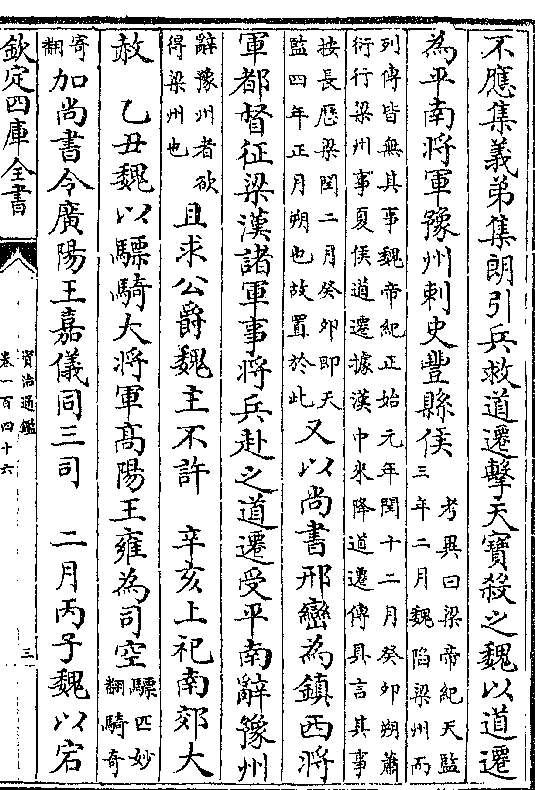 不應集義弟集朗引兵救道遷擊天寶殺之魏以道遷
為平南將軍豫州刺史豐縣侯
考異曰梁帝紀天監
三年二月魏陷梁州而
列傳皆無其事魏帝紀正始元年閏十二月癸卯朔蕭
衍行梁州事夏侯道遷據漢中來降道遷傳具言其事
按長歷梁閏二月癸卯即天
監四年正月朔也故置於此
又以尚書邢巒為鎮西將
軍都督征梁漢諸軍事將兵赴之道遷受平南辭豫州
辭豫州者欲
得梁州也
且求公爵魏主不許 辛亥上祀南郊大
赦 乙丑魏以驃騎大將軍高陽王雍為司空
驃匹妙
翻騎奇
寄
翻
加尚書令廣陽王嘉儀同三司 二月丙子魏以宕
欽定四庫全書
資治通鑑
卷一百四十六
三